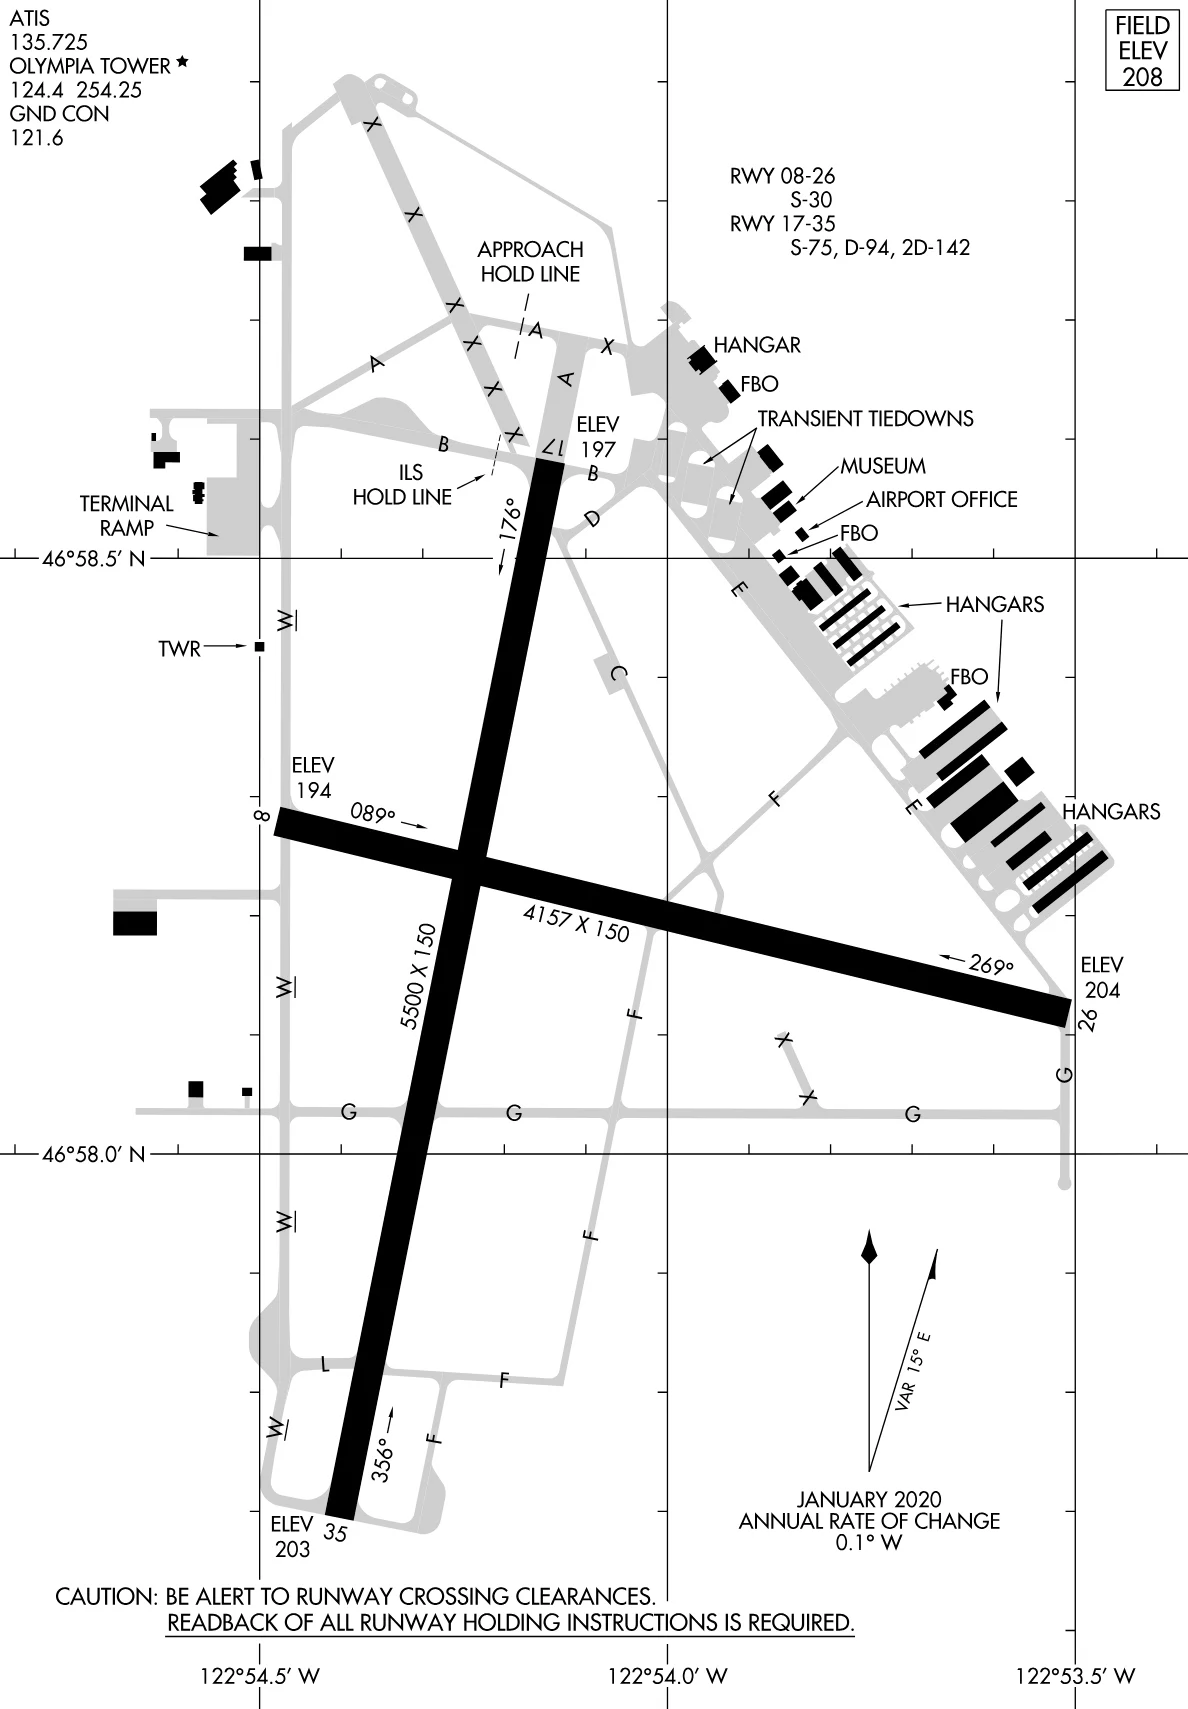 ATIS
135.725
OLYMPIA TOWER ★
124.4 254.25
GND CON
121.6
FIELD
ELEV
208
RWY 08-26
S-30
RWY 17-35
S-75, D-94, 2D-142
X
X
APPROACH
HOLD LINE
X
A
X
X
HANGAR
A
A
X
FBO
TRANSIENT TIEDOWNS
ELEV
197
X
17
B
B
ILS
HOLD LINE
MUSEUM
AIRPORT OFFICE
TERMINAL
RAMP
176°
D
FBO
46°58.5' N
E
HANGARS
W
TWR
C
FBO
ELEV
194
8
089°
F
E
HANGARS
4157 X 150
5500 X 150
269°
ELEV
204
26
W
F
X
X
G
G
G
G
46°58.0' N
W
F
L
F
W
356°
F
VAR 15° E
JANUARY 2020
ANNUAL RATE OF CHANGE
0.1° W
ELEV
203
35
CAUTION: BE ALERT TO RUNWAY CROSSING CLEARANCES.
READBACK OF ALL RUNWAY HOLDING INSTRUCTIONS IS REQUIRED.
122°54.5' W
122°54.0' W
122°53.5' W